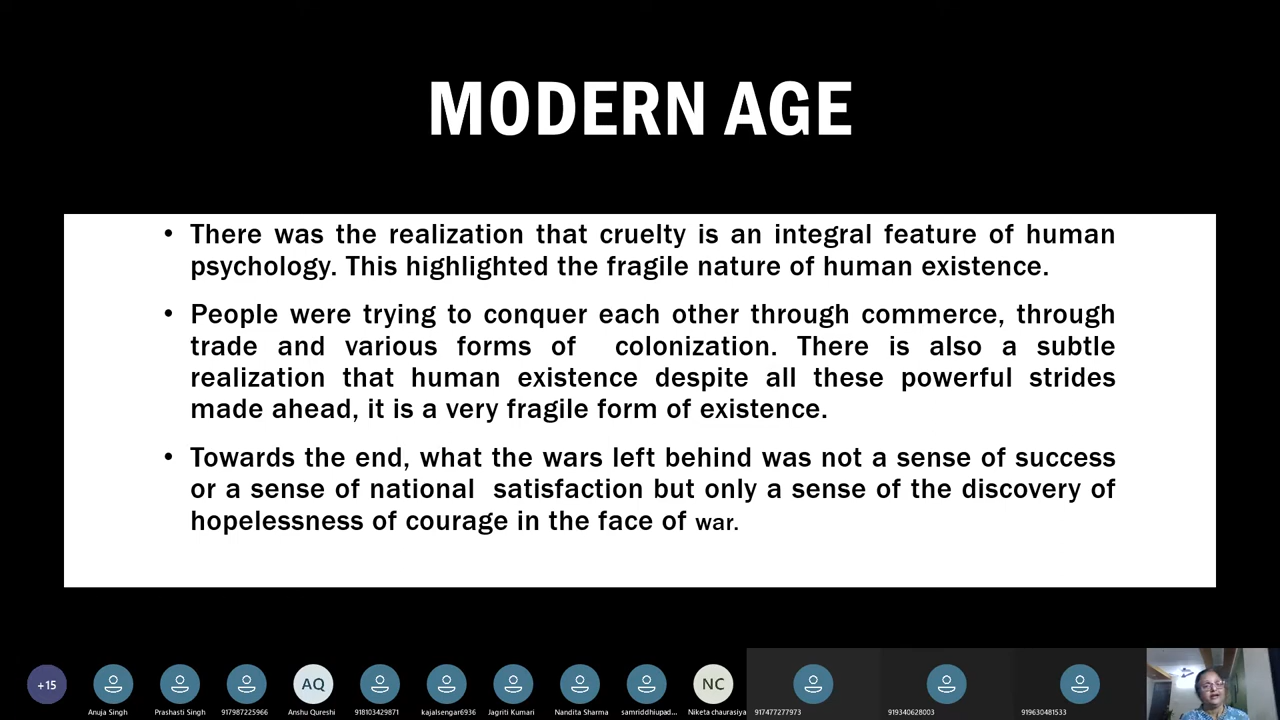 MODERN AGE
• There was the realization that cruelty is an integral feature of human
psychology. This highlighted the fragile nature of human existence.
• People were trying to conquer each other through commerce, through
trade and various forms of colonization. There is also a subtle
realization that human existence despite all these powerful strides
made ahead, it is a very fragile form of existence.
• Towards the end, what the wars left behind was not a sense of success
or a sense of national satisfaction but only a sense of the discovery of
hopelessness of courage in the face of war.
+15
AQ
NC
Anuja Singh
Prashasti Singh
917987225966
Anshu Qureshi
918103429871
kajalsengar6936
Jagriti Kumari
Nandita Sharma
samriddhiupad...
Niketa chaurasiya
917477277973
919340628003
919630481533